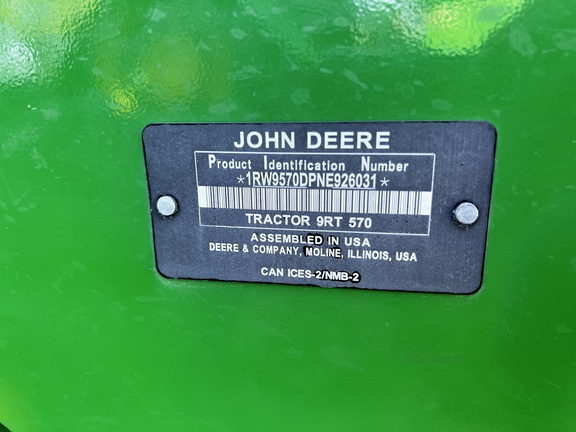 JOHN DEERE
Product Identification Number
*1RW9570DPNE926031*
TRACTOR 9RT 570
ASSEMBLED IN USA
DEERE & COMPANY, MOLINE, ILLINOIS, USA
CAN ICES-2/NMB-2